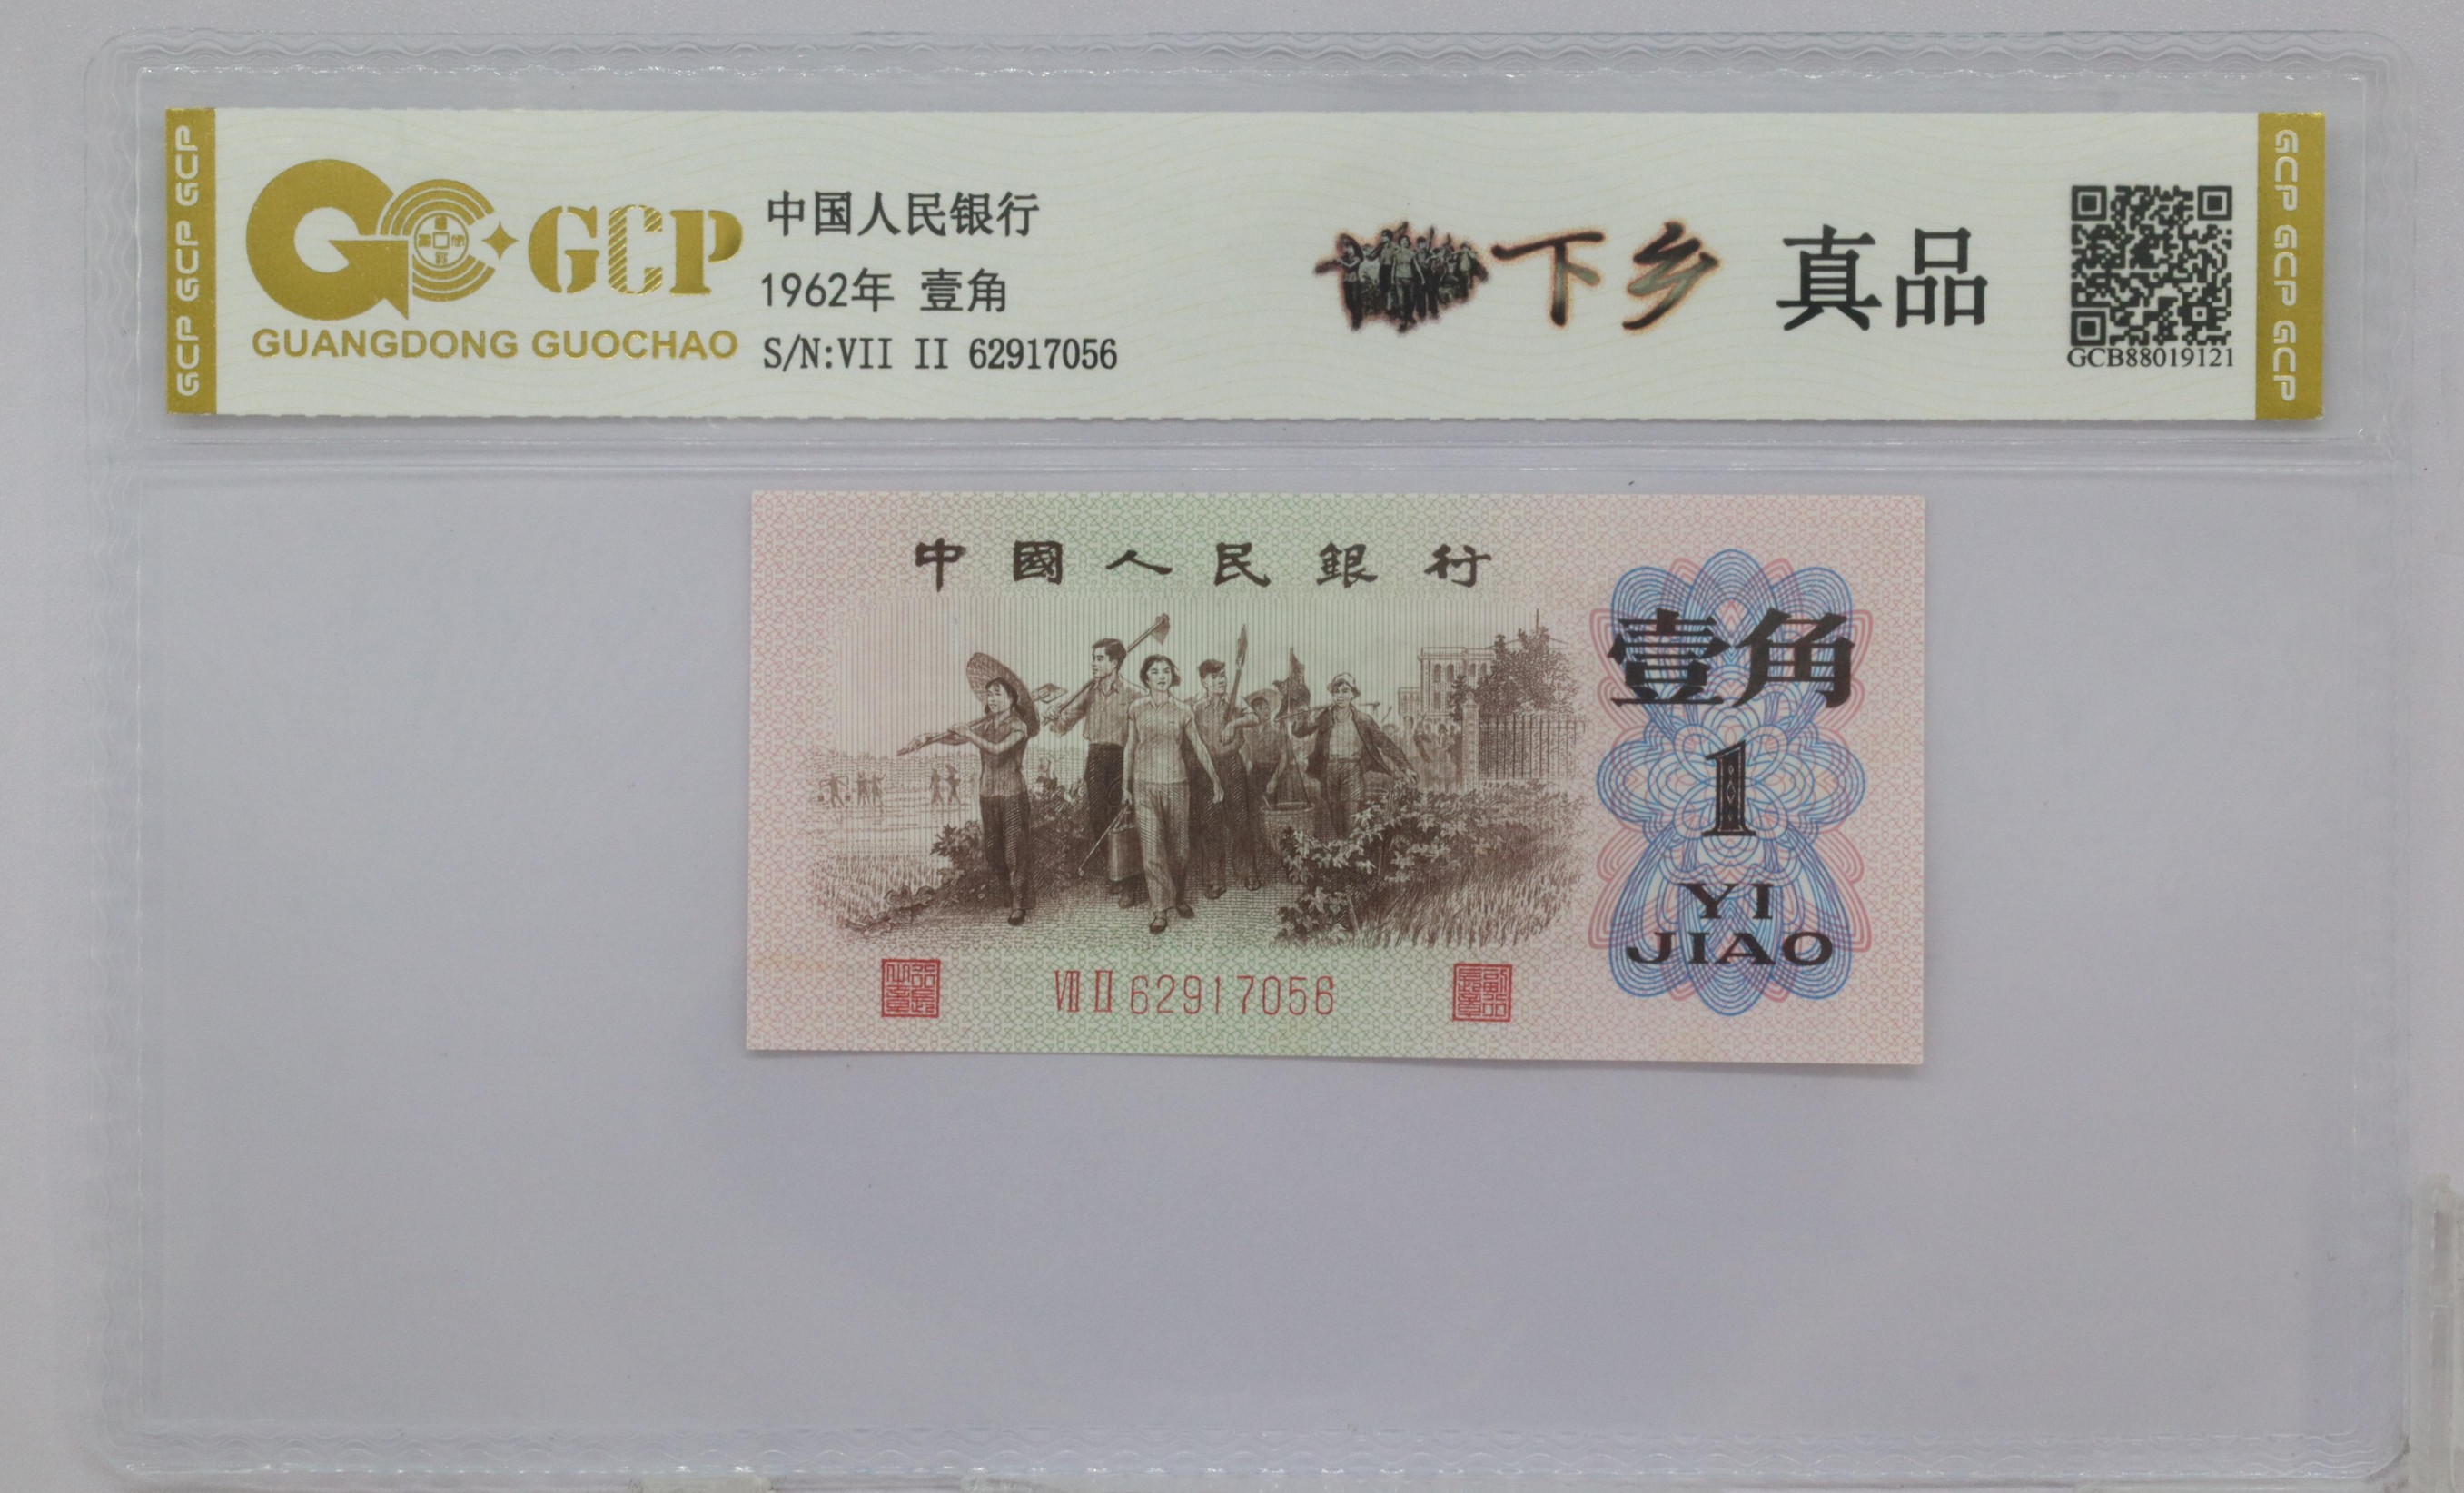 GCP GCP GCP
GCP
GUANGDONG GUOCHAO
中国人民银行
1962年 壹角
S/N:VII II 62917056
下乡 真品
GCB88019121
GCP GCP GCP
中國人民銀行
壹角
1
YI
JIAO
VII II 62917056